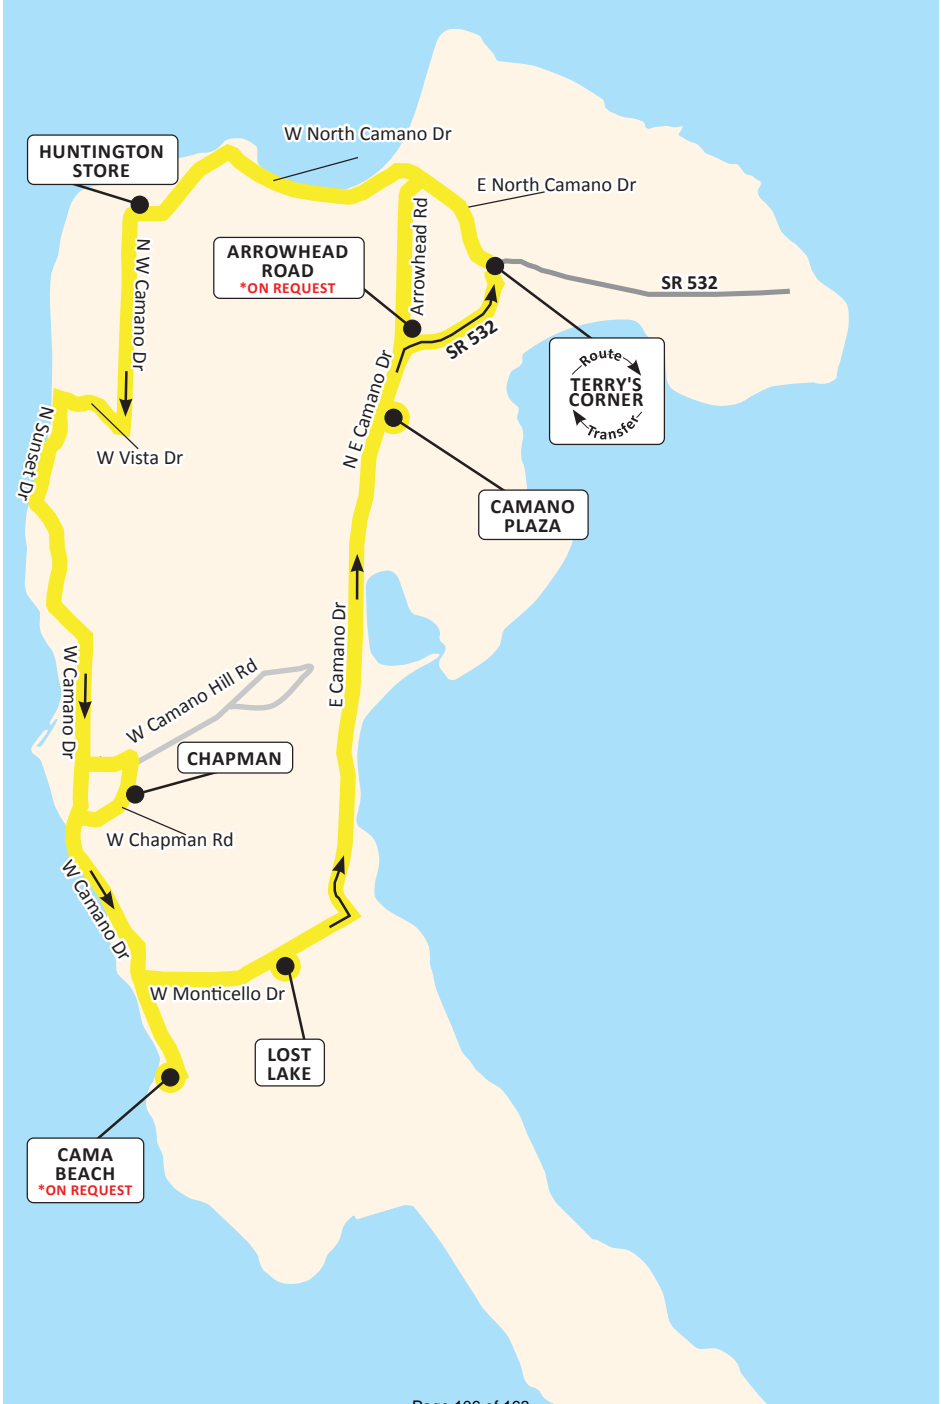 W North Camano Dr
HUNTINGTON
STORE
E North Camano Dr
Arrowhead Rd
ARROWHEAD
ROAD
*ON REQUEST
N W Camano Dr
SR 532
SR 532
Route
TERRY'S
CORNER
Transfer
N E Camano Dr
N Sunset Dr
W Vista Dr
CAMANO
PLAZA
E Camano Dr
W Camano Dr
W Camano Hill Rd
CHAPMAN
W Chapman Rd
W Camano Dr
W Monticello Dr
LOST
LAKE
CAMA
BEACH
*ON REQUEST